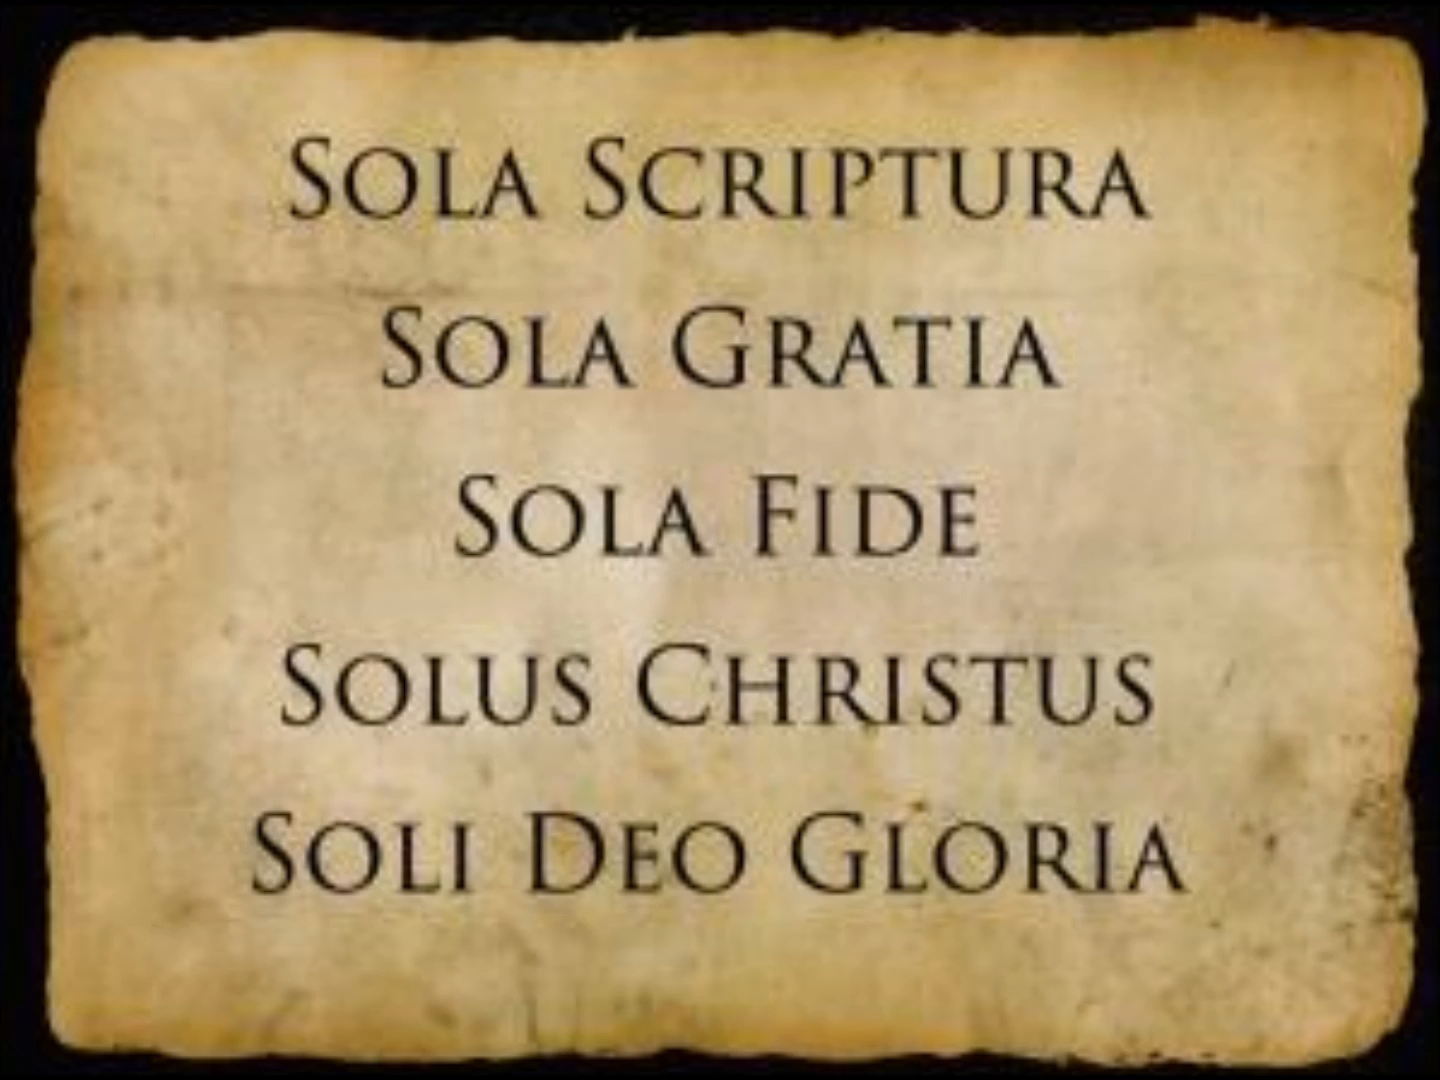 Sola Scriptura
Sola Gratia
Sola Fide
Solus Christus
Soli Deo Gloria